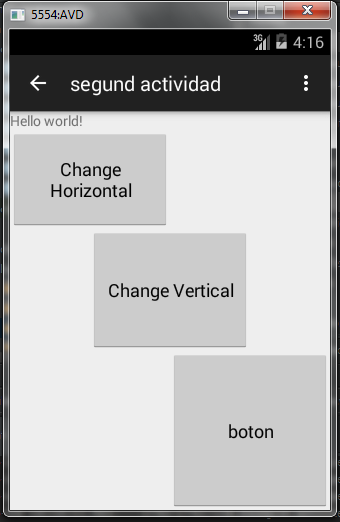 5554:AVD
3G 4:16
segund actividad
Hello world!
Change
Horizontal
Change Vertical
boton